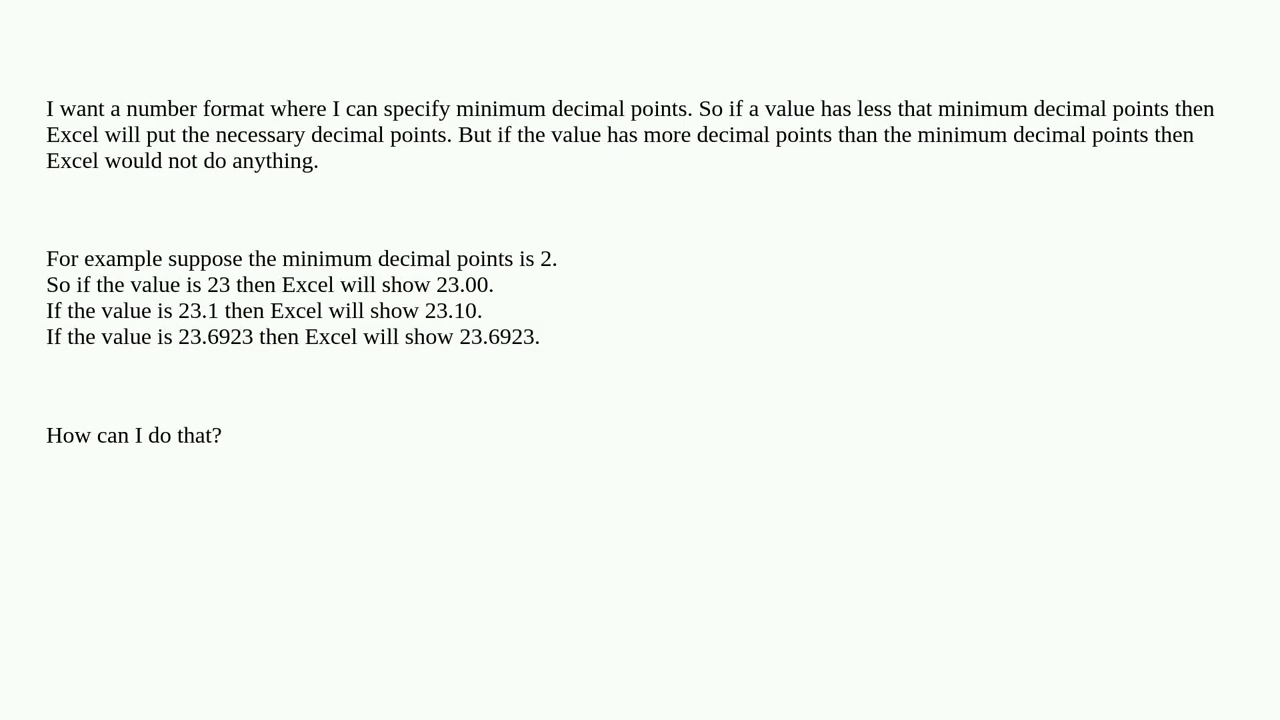 I want a number format where I can specify minimum decimal points. So if a value has less that minimum decimal points then
Excel will put the necessary decimal points. But if the value has more decimal points than the minimum decimal points then
Excel would not do anything.
For example suppose the minimum decimal points is 2.
So if the value is 23 then Excel will show 23.00.
If the value is 23.1 then Excel will show 23.10.
If the value is 23.6923 then Excel will show 23.6923.
How can I do that?